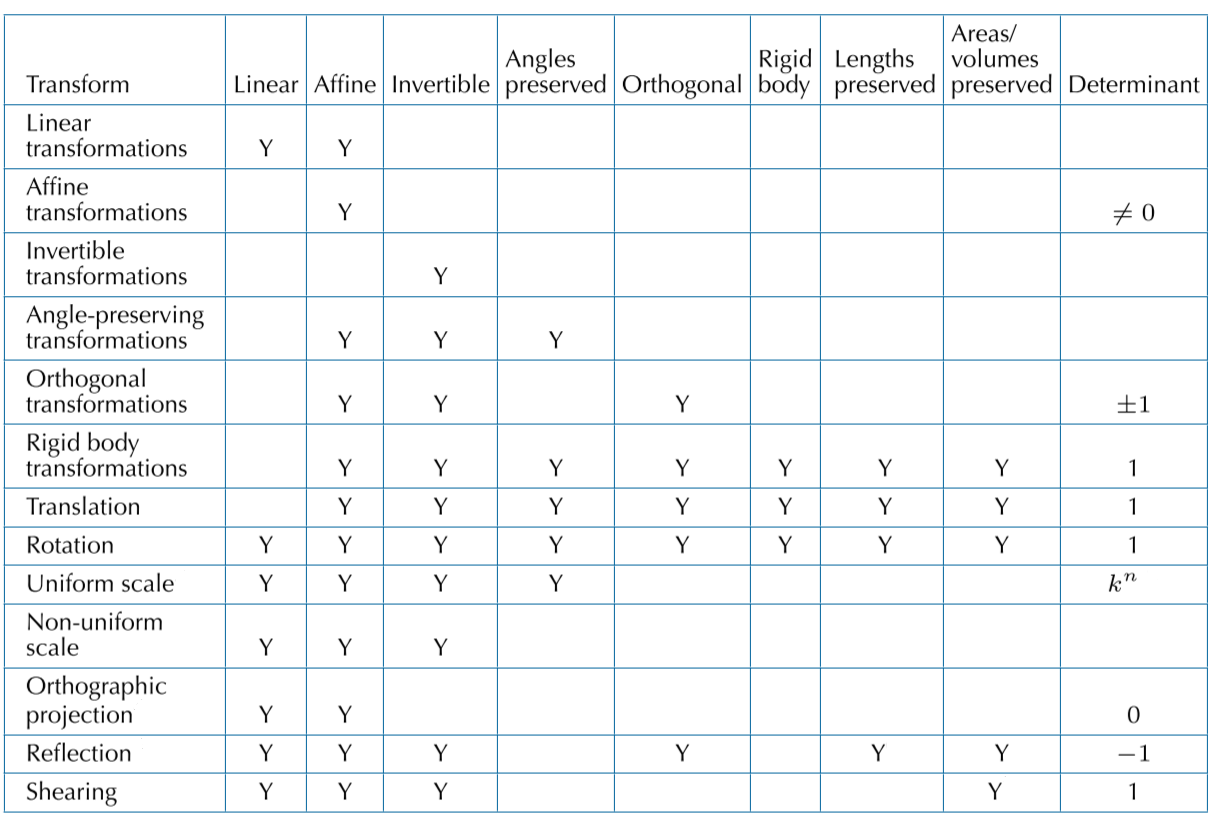 Transform | Linear | Affine | Invertible | Angles preserved | Orthogonal | Rigid body | Lengths preserved | Areas/ volumes preserved | Determinant
Linear transformations | Y | Y | | | | | | |
Affine transformations | | Y | | | | | | | ≠ 0
Invertible transformations | | | Y | | | | | |
Angle-preserving transformations | | Y | Y | Y | | | | |
Orthogonal transformations | | Y | Y | | Y | | | | ±1
Rigid body transformations | | Y | Y | Y | Y | Y | Y | Y | 1
Translation | | Y | Y | Y | Y | Y | Y | Y | 1
Rotation | Y | Y | Y | Y | Y | Y | Y | Y | 1
Uniform scale | Y | Y | Y | Y | | | | | kⁿ
Non-uniform scale | Y | Y | Y | | | | | |
Orthographic projection | Y | Y | | | | | | | 0
Reflection | Y | Y | Y | | Y | | Y | Y | −1
Shearing | Y | Y | Y | | | | | Y | 1